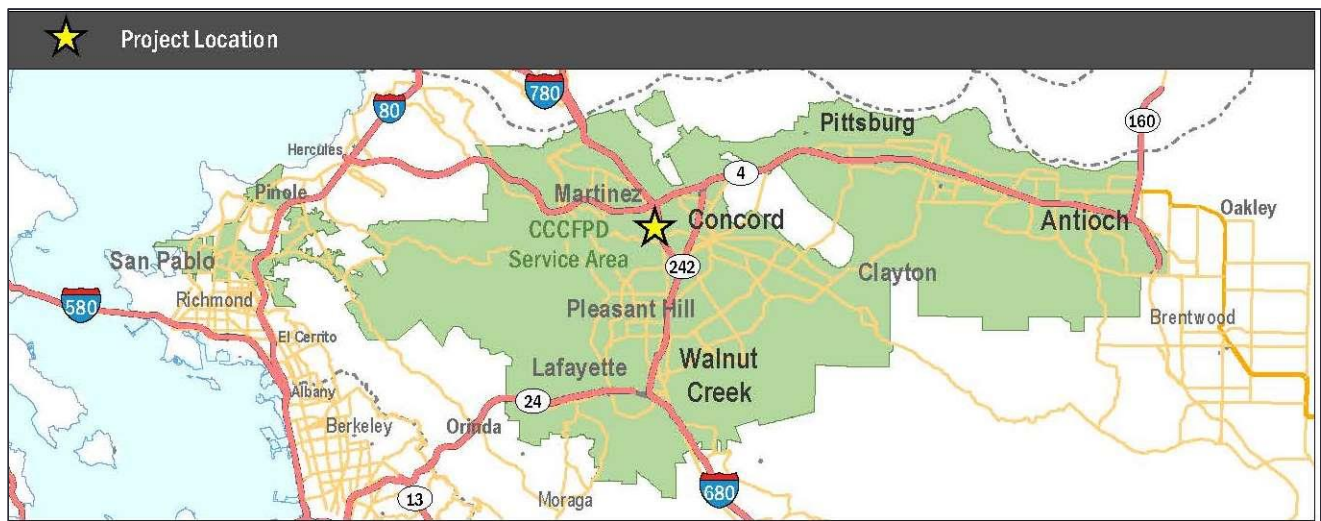 Project Location
80
780
160
Pittsburg
Hercules
4
Pinole
Martinez
Oakley
CCCFPD
Service Area
Concord
Antioch
San Pablo
242
Clayton
Richmond
580
Pleasant Hill
Brentwood
El Cerrito
Lafayette
Walnut
Creek
Albany
24
Berkeley
Orinda
13
Moraga
680